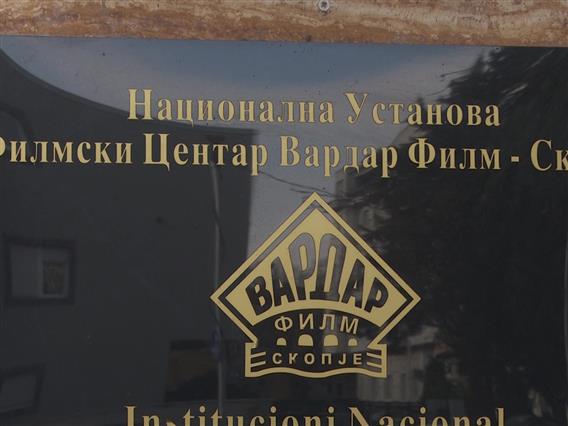 Национална Установа
Филмски Центар Вардар Филм - Ск
ВАРДАР
ФИЛМ
СКОПЈЕ
Institucioni Nacional